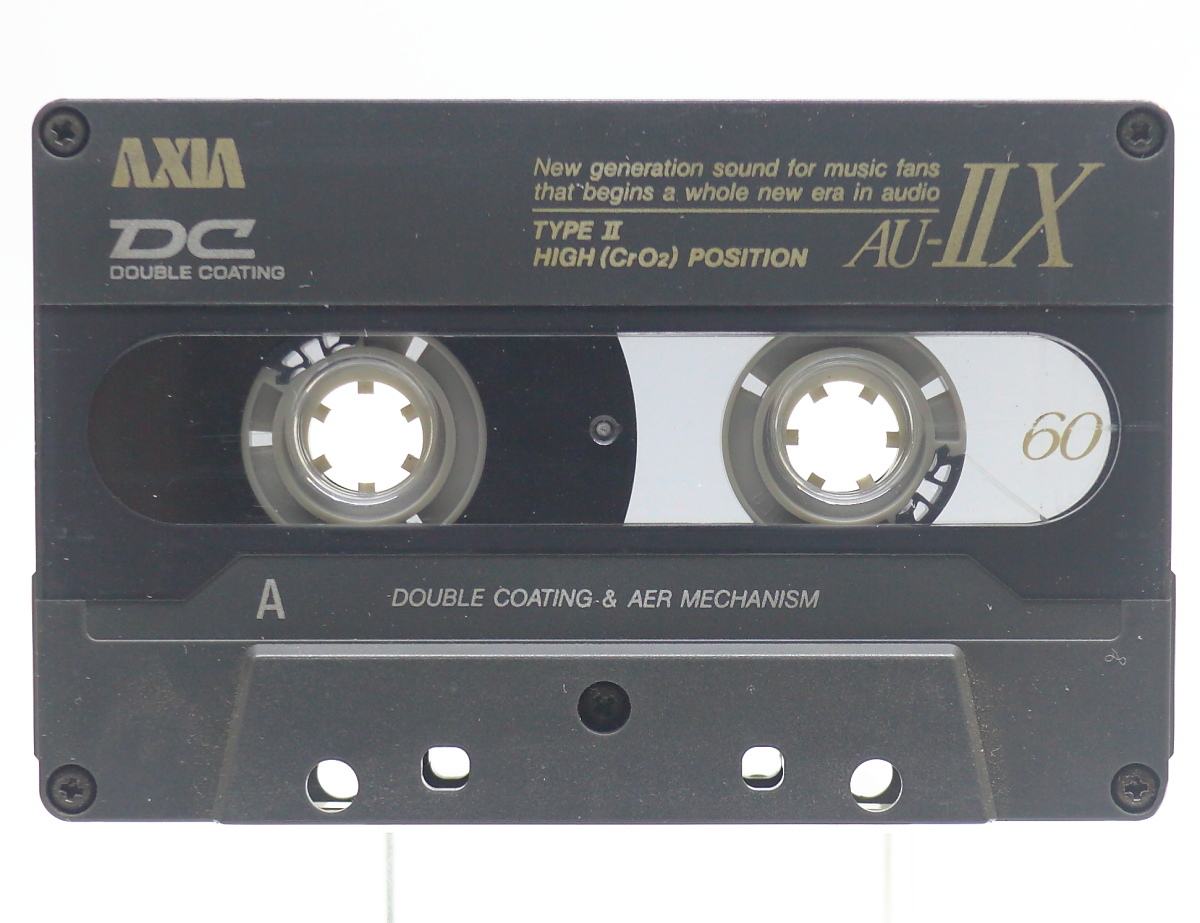 AXIA
DC
DOUBLE COATING
New generation sound for music fans
that begins a whole new era in audio
TYPE II
HIGH (CrO₂) POSITION
AU-IIX
60
A
DOUBLE COATING & AER MECHANISM